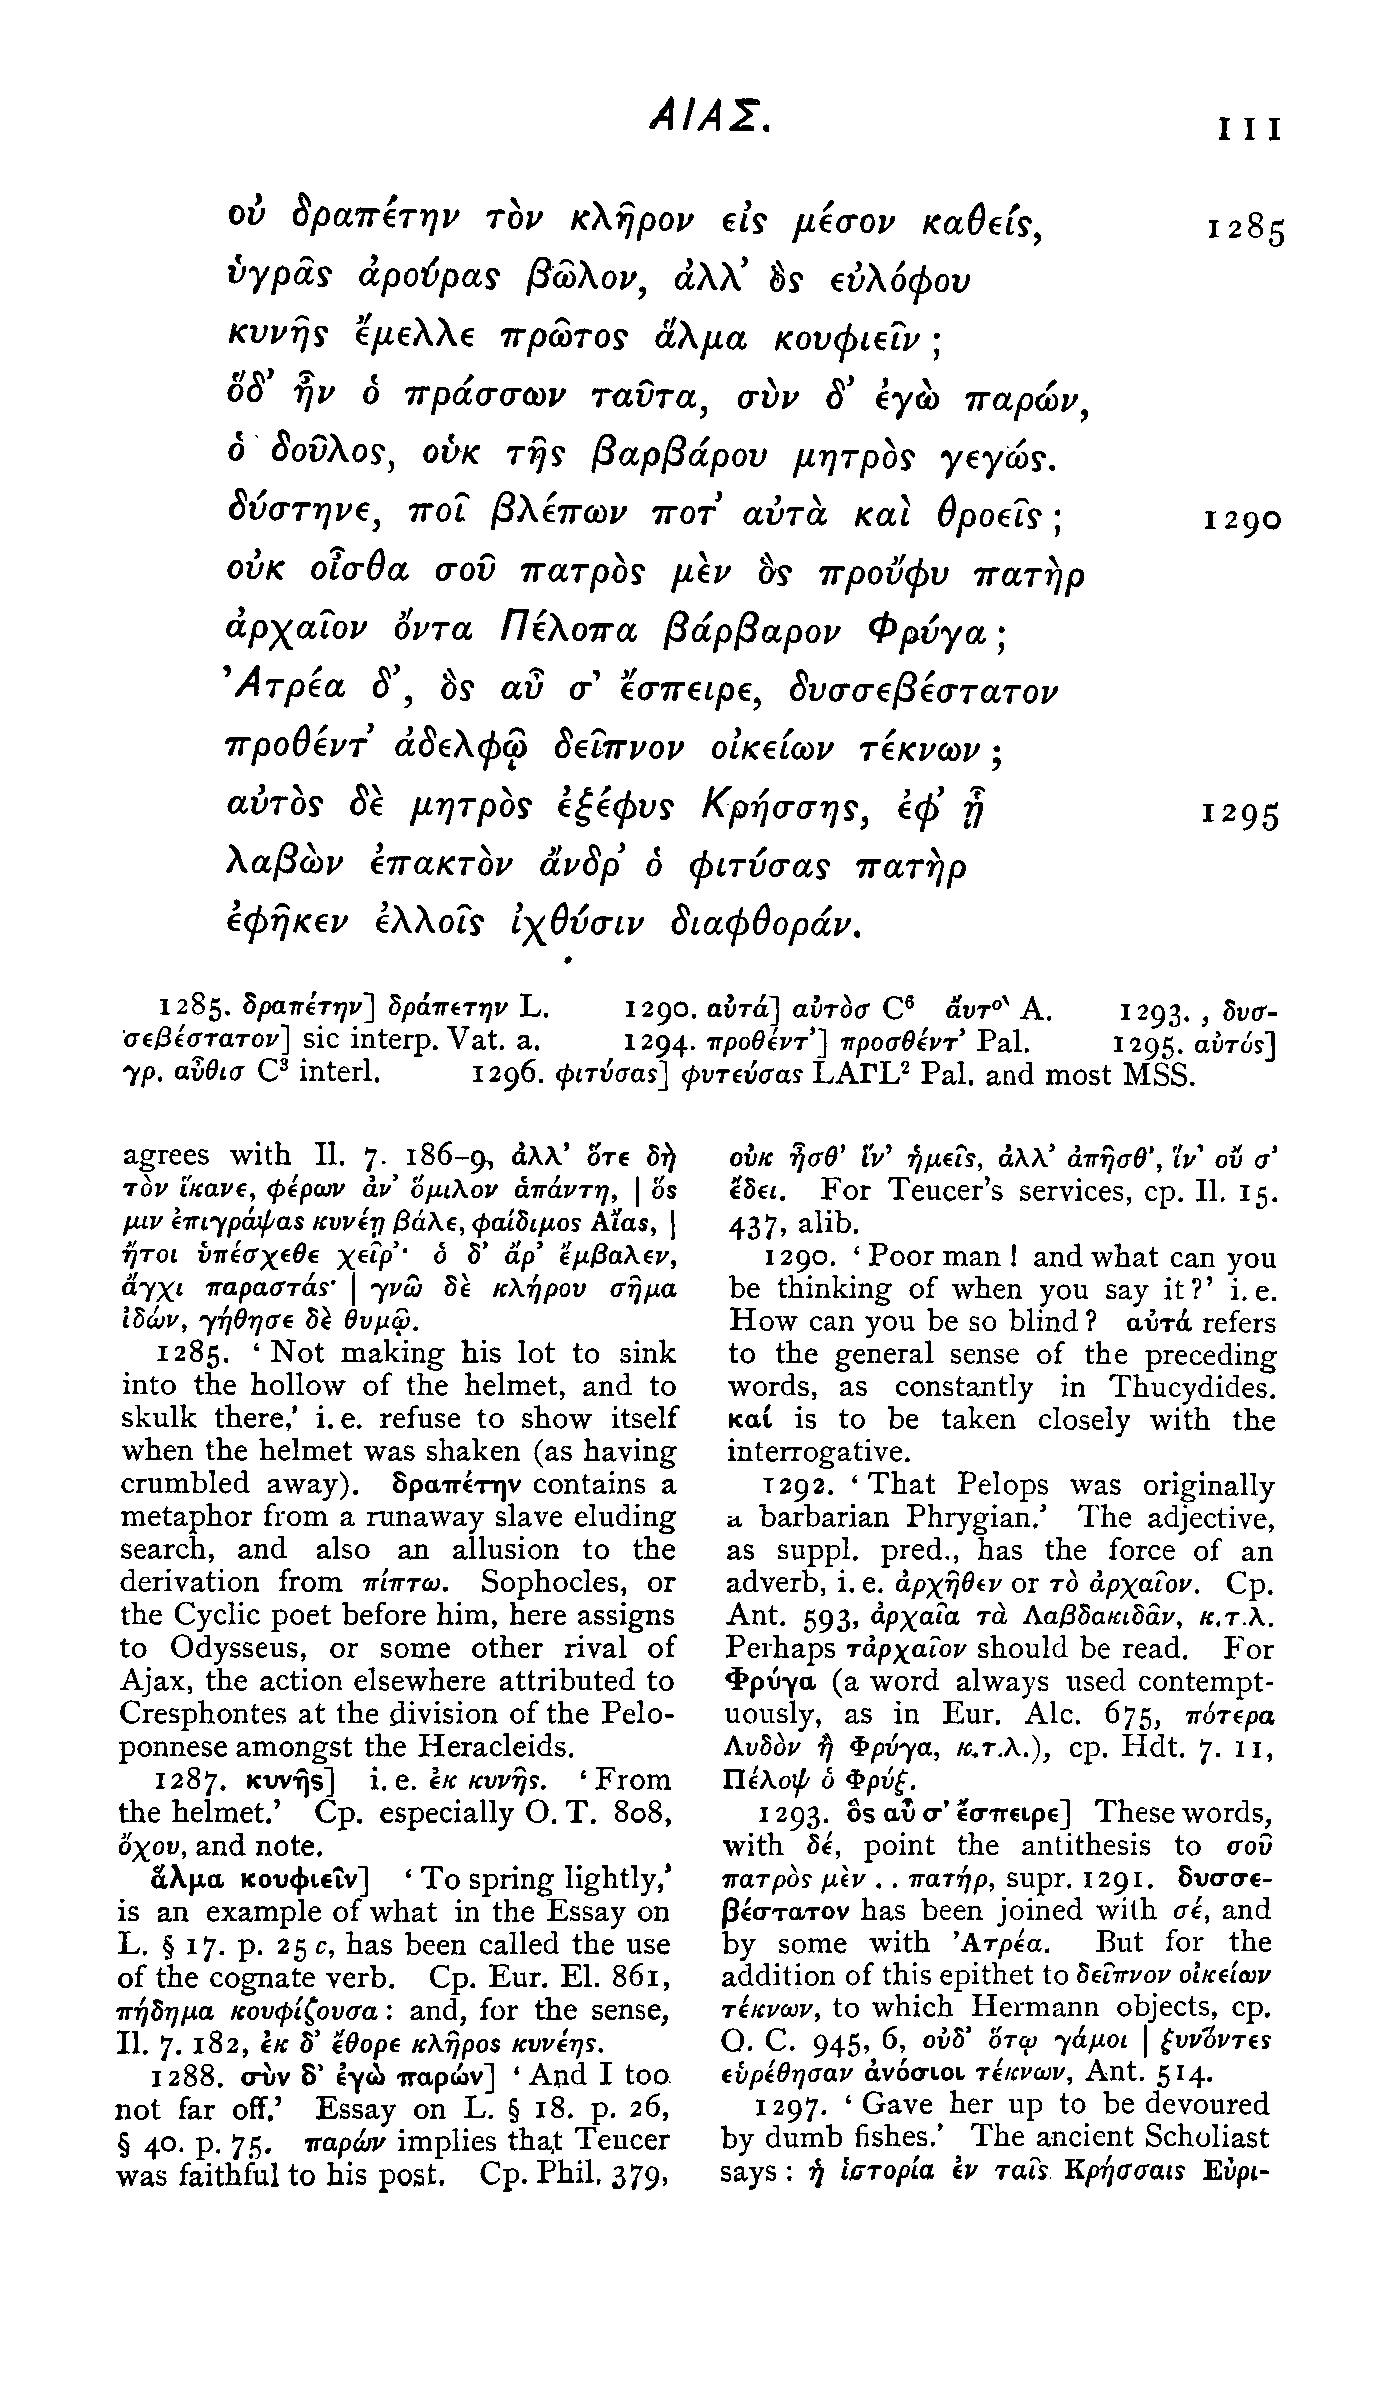 ΑΙΑΣ.
111
οὐ δραπέτην τὸν κλῆρον εἰς μέσον καθείς, 1285
ὑγρᾶς ἀρούρας βῶλον, ἀλλ' ὃς εὐλόφου
κυνῆς ἔμελλε πρῶτος ἅλμα κουφιεῖν ;
ὅδ' ἦν ὁ πράσσων ταῦτα, σὺν δ' ἐγὼ παρών,
ὁ δοῦλος, οὑκ τῆς βαρβάρου μητρὸς γεγώς.
δύστηνε, ποῖ βλέπων ποτ' αὐτὰ καὶ θροεῖς ; 1290
οὐκ οἶσθα σοῦ πατρὸς μὲν ὃς προὔφυ πατὴρ
ἀρχαῖον ὄντα Πέλοπα βάρβαρον Φρύγα ;
Ἀτρέα δ', ὃς αὖ σ' ἔσπειρε, δυσσεβέστατον
προθέντ' ἀδελφῷ δεῖπνον οἰκείων τέκνων ;
αὐτὸς δὲ μητρὸς ἐξέφυς Κρήσσης, ἐφ' ᾗ 1295
λαβὼν ἐπακτὸν ἄνδρ' ὁ φιτύσας πατὴρ
ἐφῆκεν ἐλλοῖς ἰχθύσιν διαφθοράν.
1285. δραπέτην] δράπετην L. 1290. αὐτά] αὐτὸσ C⁶ ἄυτο` A. 1293. , δυσ-
σεβέστατον] sic interp. Vat. a. 1294. προθέντ'] προσθέντ' Pal. 1295. αὐτός]
γρ. αὖθισ C³ interl. 1296. φιτύσας] φυτεύσας LAΓL² Pal. and most MSS.
agrees with Il. 7. 186-9, ἀλλ' ὅτε δὴ
τὸν ἵκανε, φέρων ἀν' ὅμιλον ἁπάντη, | ὅς
μιν ἐπιγράψας κυνέῃ βάλε, φαίδιμος Αἴας, |
ἤτοι ὑπέσχεθε χεῖρ'· ὁ δ' ἄρ' ἔμβαλεν,
ἄγχι παραστάς· | γνῶ δὲ κλήρου σῆμα
ἰδών, γήθησε δὲ θυμῷ.
1285. ‘ Not making his lot to sink
into the hollow of the helmet, and to
skulk there,’ i. e. refuse to show itself
when the helmet was shaken (as having
crumbled away). δραπέτην contains a
metaphor from a runaway slave eluding
search, and also an allusion to the
derivation from πίπτω. Sophocles, or
the Cyclic poet before him, here assigns
to Odysseus, or some other rival of
Ajax, the action elsewhere attributed to
Cresphontes at the division of the Pelo-
ponnese amongst the Heracleids.
1287. κυνῆς] i. e. ἐκ κυνῆς. ‘ From
the helmet.’ Cp. especially O. T. 808,
ὄχου, and note.
ἅλμα κουφιεῖν] ‘ To spring lightly,’
is an example of what in the Essay on
L. § 17. p. 25 c, has been called the use
of the cognate verb. Cp. Eur. El. 861,
πήδημα κουφίζουσα : and, for the sense,
Il. 7. 182, ἐκ δ' ἔθορε κλῆρος κυνέης.
1288. σὺν δ' ἐγὼ παρών] ‘ And I too
not far off.’ Essay on L. § 18. p. 26,
§ 40. p. 75. παρών implies that Teucer
was faithful to his post. Cp. Phil. 379,
οὐκ ἦσθ' ἵν' ἡμεῖς, ἀλλ' ἀπῆσθ', ἵν' οὔ σ'
ἔδει. For Teucer's services, cp. Il. 15.
437, alib.
1290. ‘ Poor man ! and what can you
be thinking of when you say it ?’ i. e.
How can you be so blind ? αὐτά refers
to the general sense of the preceding
words, as constantly in Thucydides.
καί is to be taken closely with the
interrogative.
1292. ‘ That Pelops was originally
a barbarian Phrygian.’ The adjective,
as suppl. pred., has the force of an
adverb, i. e. ἀρχῆθεν or τὸ ἀρχαῖον. Cp.
Ant. 593, ἀρχαῖα τὰ Λαβδακιδᾶν, κ.τ.λ.
Perhaps τἀρχαῖον should be read. For
Φρύγα (a word always used contempt-
uously, as in Eur. Alc. 675, πότερα
Λυδὸν ἢ Φρύγα, κ.τ.λ.), cp. Hdt. 7. 11,
Πέλοψ ὁ Φρύξ.
1293. ὃς αὖ σ' ἔσπειρε] These words,
with δέ, point the antithesis to σοῦ
πατρὸς μὲν . . πατήρ, supr. 1291. δυσσε-
βέστατον has been joined with σέ, and
by some with Ἀτρέα. But for the
addition of this epithet to δεῖπνον οἰκείων
τέκνων, to which Hermann objects, cp.
O. C. 945, 6, οὐδ' ὅτῳ γάμοι | ξυνόντες
εὑρέθησαν ἀνόσιοι τέκνων, Ant. 514.
1297. ‘ Gave her up to be devoured
by dumb fishes.’ The ancient Scholiast
says : ἡ ἱστορία ἐν ταῖς Κρήσσαις Εὐρι-